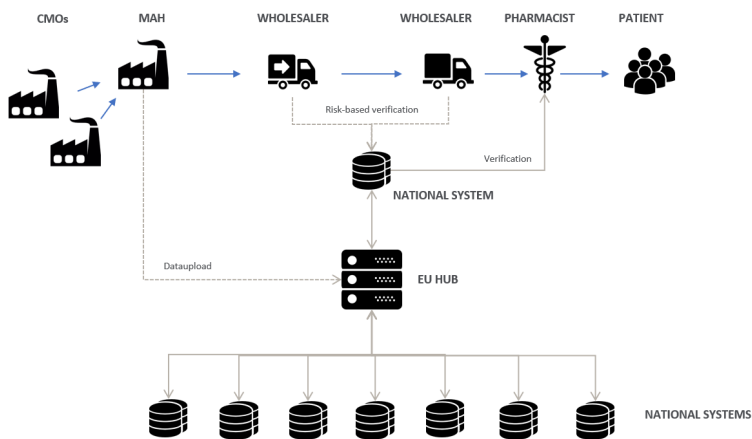 CMOs
MAH
WHOLESALER
WHOLESALER
PHARMACIST
PATIENT
Risk-based verification
Verification
NATIONAL SYSTEM
Dataupload
EU HUB
NATIONAL SYSTEMS